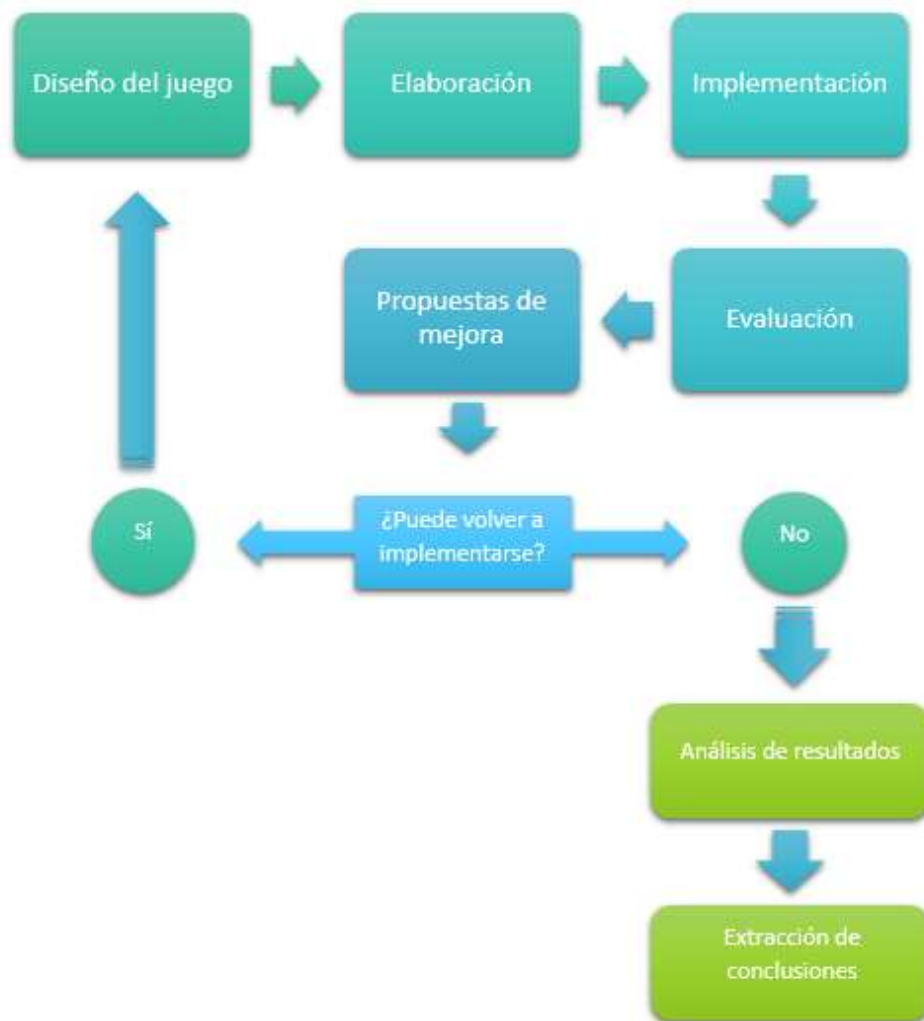 Diseño del juego
Elaboración
Implementación
Propuestas de
mejora
Evaluación
Sí
¿Puede volver a
implementarse?
No
Análisis de resultados
Extracción de
conclusiones